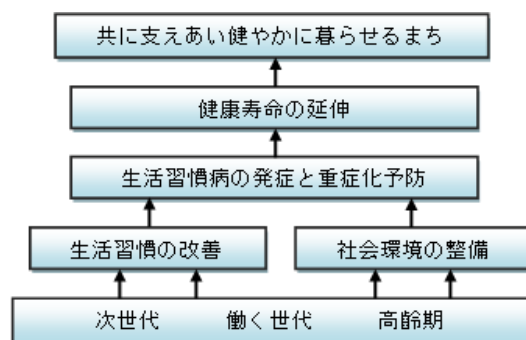 共に支えあい健やかに暮らせるまち
健康寿命の延伸
生活習慣病の発症と重症化予防
生活習慣の改善
社会環境の整備
次世代 働く世代 高齢期